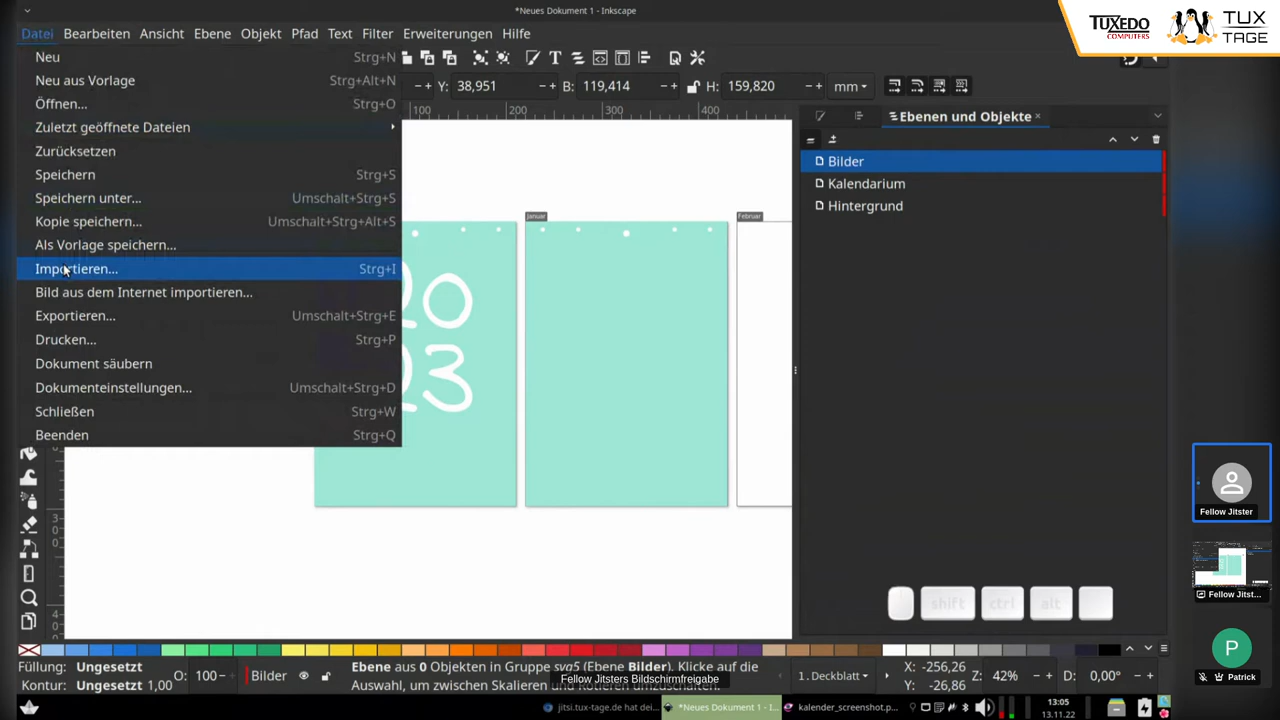 *Neues Dokument 1 - Inkscape
TUXEDO
COMPUTERS
TUX
TAGE
Datei Bearbeiten Ansicht Ebene Objekt Pfad Text Filter Erweiterungen Hilfe
Neu Strg+N
Neu aus Vorlage Strg+Alt+N
Öffnen... Strg+O
Zuletzt geöffnete Dateien
Zurücksetzen
Speichern Strg+S
Speichern unter... Umschalt+Strg+S
Kopie speichern... Umschalt+Strg+Alt+S
Als Vorlage speichern...
Importieren... Strg+I
Bild aus dem Internet importieren...
Exportieren... Umschalt+Strg+E
Drucken... Strg+P
Dokument säubern
Dokumenteinstellungen... Umschalt+Strg+D
Schließen Strg+W
Beenden Strg+Q
Y: 38,951 B: 119,414 H: 159,820 mm
100 200 300 400
Januar
Februar
Ebenen und Objekte
Bilder
Kalendarium
Hintergrund
shift ctrl alt
Fellow Jitster
Fellow Jitst...
P
Patrick
Füllung: Ungesetzt
Kontur: Ungesetzt 1,00
O: 100
Bilder
Ebene aus 0 Objekten in Gruppe sva5 (Ebene Bilder). Klicke auf die
Auswahl, um zwischen Skalieren und Rotieren umzuschalten.
Fellow Jitsters Bildschirmfreigabe
1. Deckblatt
X: -256,26
Y: -26,86
Z: 42%
D: 0,00°
jitsi.tux-tage.de hat dei...
*Neues Dokument 1 - I...
kalender_screenshot.p...
13:05
13.11.22